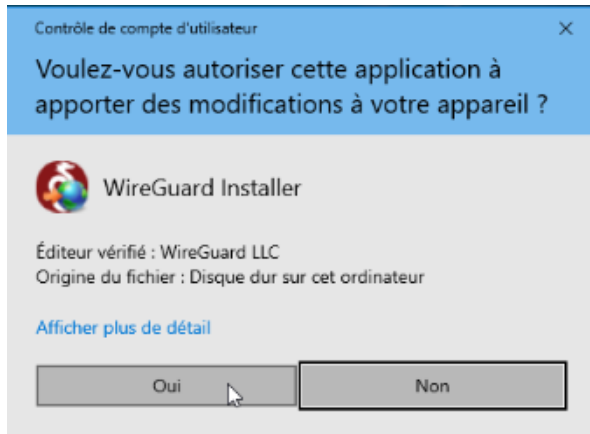 Contrôle de compte d'utilisateur
Voulez-vous autoriser cette application à
apporter des modifications à votre appareil ?
WireGuard Installer
Éditeur vérifié : WireGuard LLC
Origine du fichier : Disque dur sur cet ordinateur
Afficher plus de détail
Oui
Non